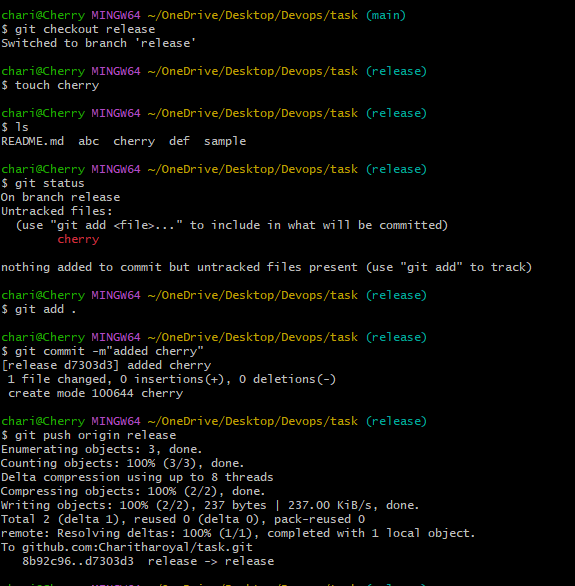 chari@Cherry MINGW64 ~/OneDrive/Desktop/Devops/task (main)
$ git checkout release
Switched to branch 'release'
chari@Cherry MINGW64 ~/OneDrive/Desktop/Devops/task (release)
$ touch cherry
chari@Cherry MINGW64 ~/OneDrive/Desktop/Devops/task (release)
$ ls
README.md  abc  cherry  def  sample
chari@Cherry MINGW64 ~/OneDrive/Desktop/Devops/task (release)
$ git status
On branch release
Untracked files:
  (use "git add <file>..." to include in what will be committed)
        cherry
nothing added to commit but untracked files present (use "git add" to track)
chari@Cherry MINGW64 ~/OneDrive/Desktop/Devops/task (release)
$ git add .
chari@Cherry MINGW64 ~/OneDrive/Desktop/Devops/task (release)
$ git commit -m"added cherry"
[release d7303d3] added cherry
 1 file changed, 0 insertions(+), 0 deletions(-)
 create mode 100644 cherry
chari@Cherry MINGW64 ~/OneDrive/Desktop/Devops/task (release)
$ git push origin release
Enumerating objects: 3, done.
Counting objects: 100% (3/3), done.
Delta compression using up to 8 threads
Compressing objects: 100% (2/2), done.
Writing objects: 100% (2/2), 237 bytes | 237.00 KiB/s, done.
Total 2 (delta 1), reused 0 (delta 0), pack-reused 0
remote: Resolving deltas: 100% (1/1), completed with 1 local object.
To github.com:Charitharoyal/task.git
   8b92c96..d7303d3  release -> release